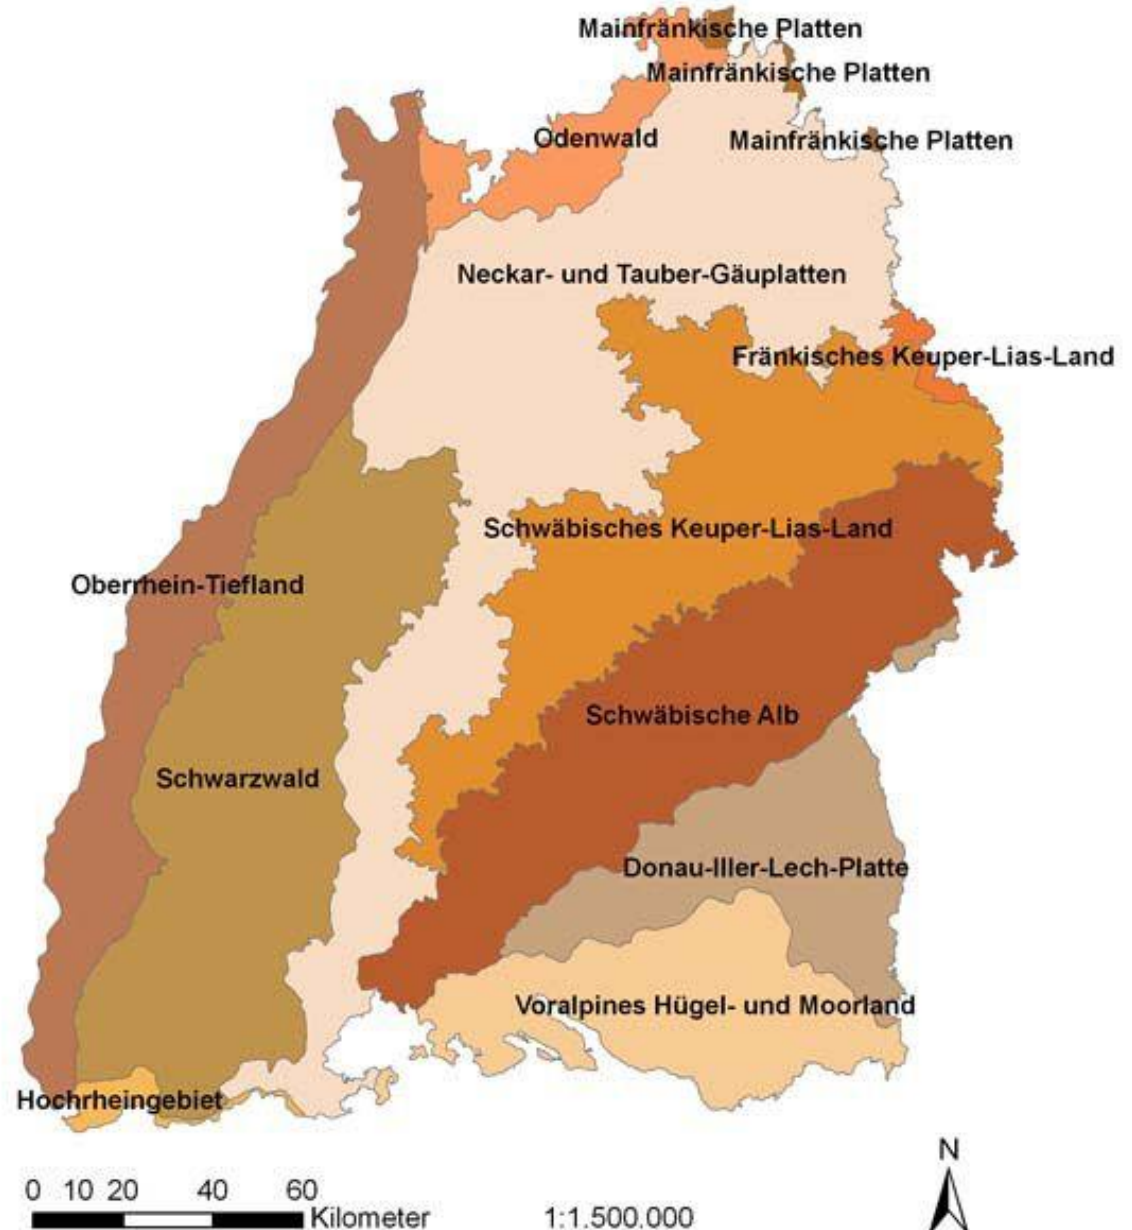 Mainfränkische Platten
Mainfränkische Platten
Odenwald
Mainfränkische Platten
Neckar- und Tauber-Gäuplatten
Fränkisches Keuper-Lias-Land
Schwäbisches Keuper-Lias-Land
Oberrhein-Tiefland
Schwäbische Alb
Schwarzwald
Donau-Iller-Lech-Platte
Voralpines Hügel- und Moorland
Hochrheingebiet
N
0 10 20 40 60
Kilometer
1:1.500.000